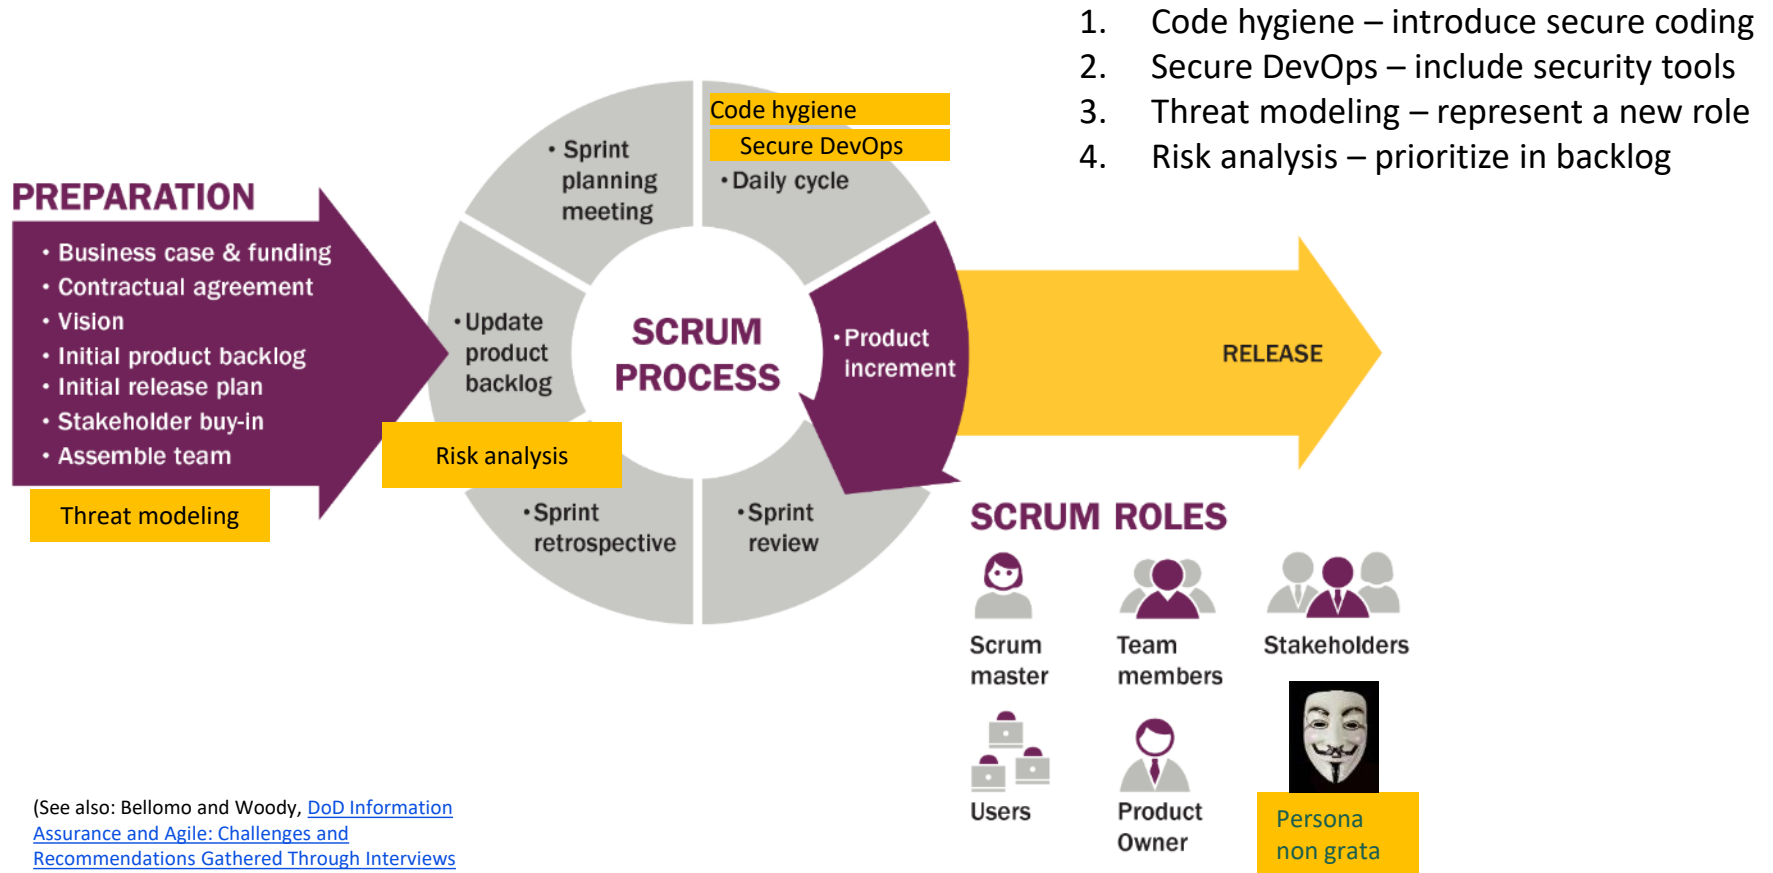 1. Code hygiene – introduce secure coding
2. Secure DevOps – include security tools
3. Threat modeling – represent a new role
4. Risk analysis – prioritize in backlog
PREPARATION
• Business case & funding
• Contractual agreement
• Vision
• Initial product backlog
• Initial release plan
• Stakeholder buy-in
• Assemble team
Threat modeling
Code hygiene
Secure DevOps
• Daily cycle
• Sprint
planning
meeting
• Update
product
backlog
Risk analysis
SCRUM
PROCESS
• Product
increment
• Sprint
retrospective
• Sprint
review
RELEASE
SCRUM ROLES
Scrum
master
Team
members
Stakeholders
Users
Product
Owner
Persona
non grata
(See also: Bellomo and Woody, DoD Information
Assurance and Agile: Challenges and
Recommendations Gathered Through Interviews